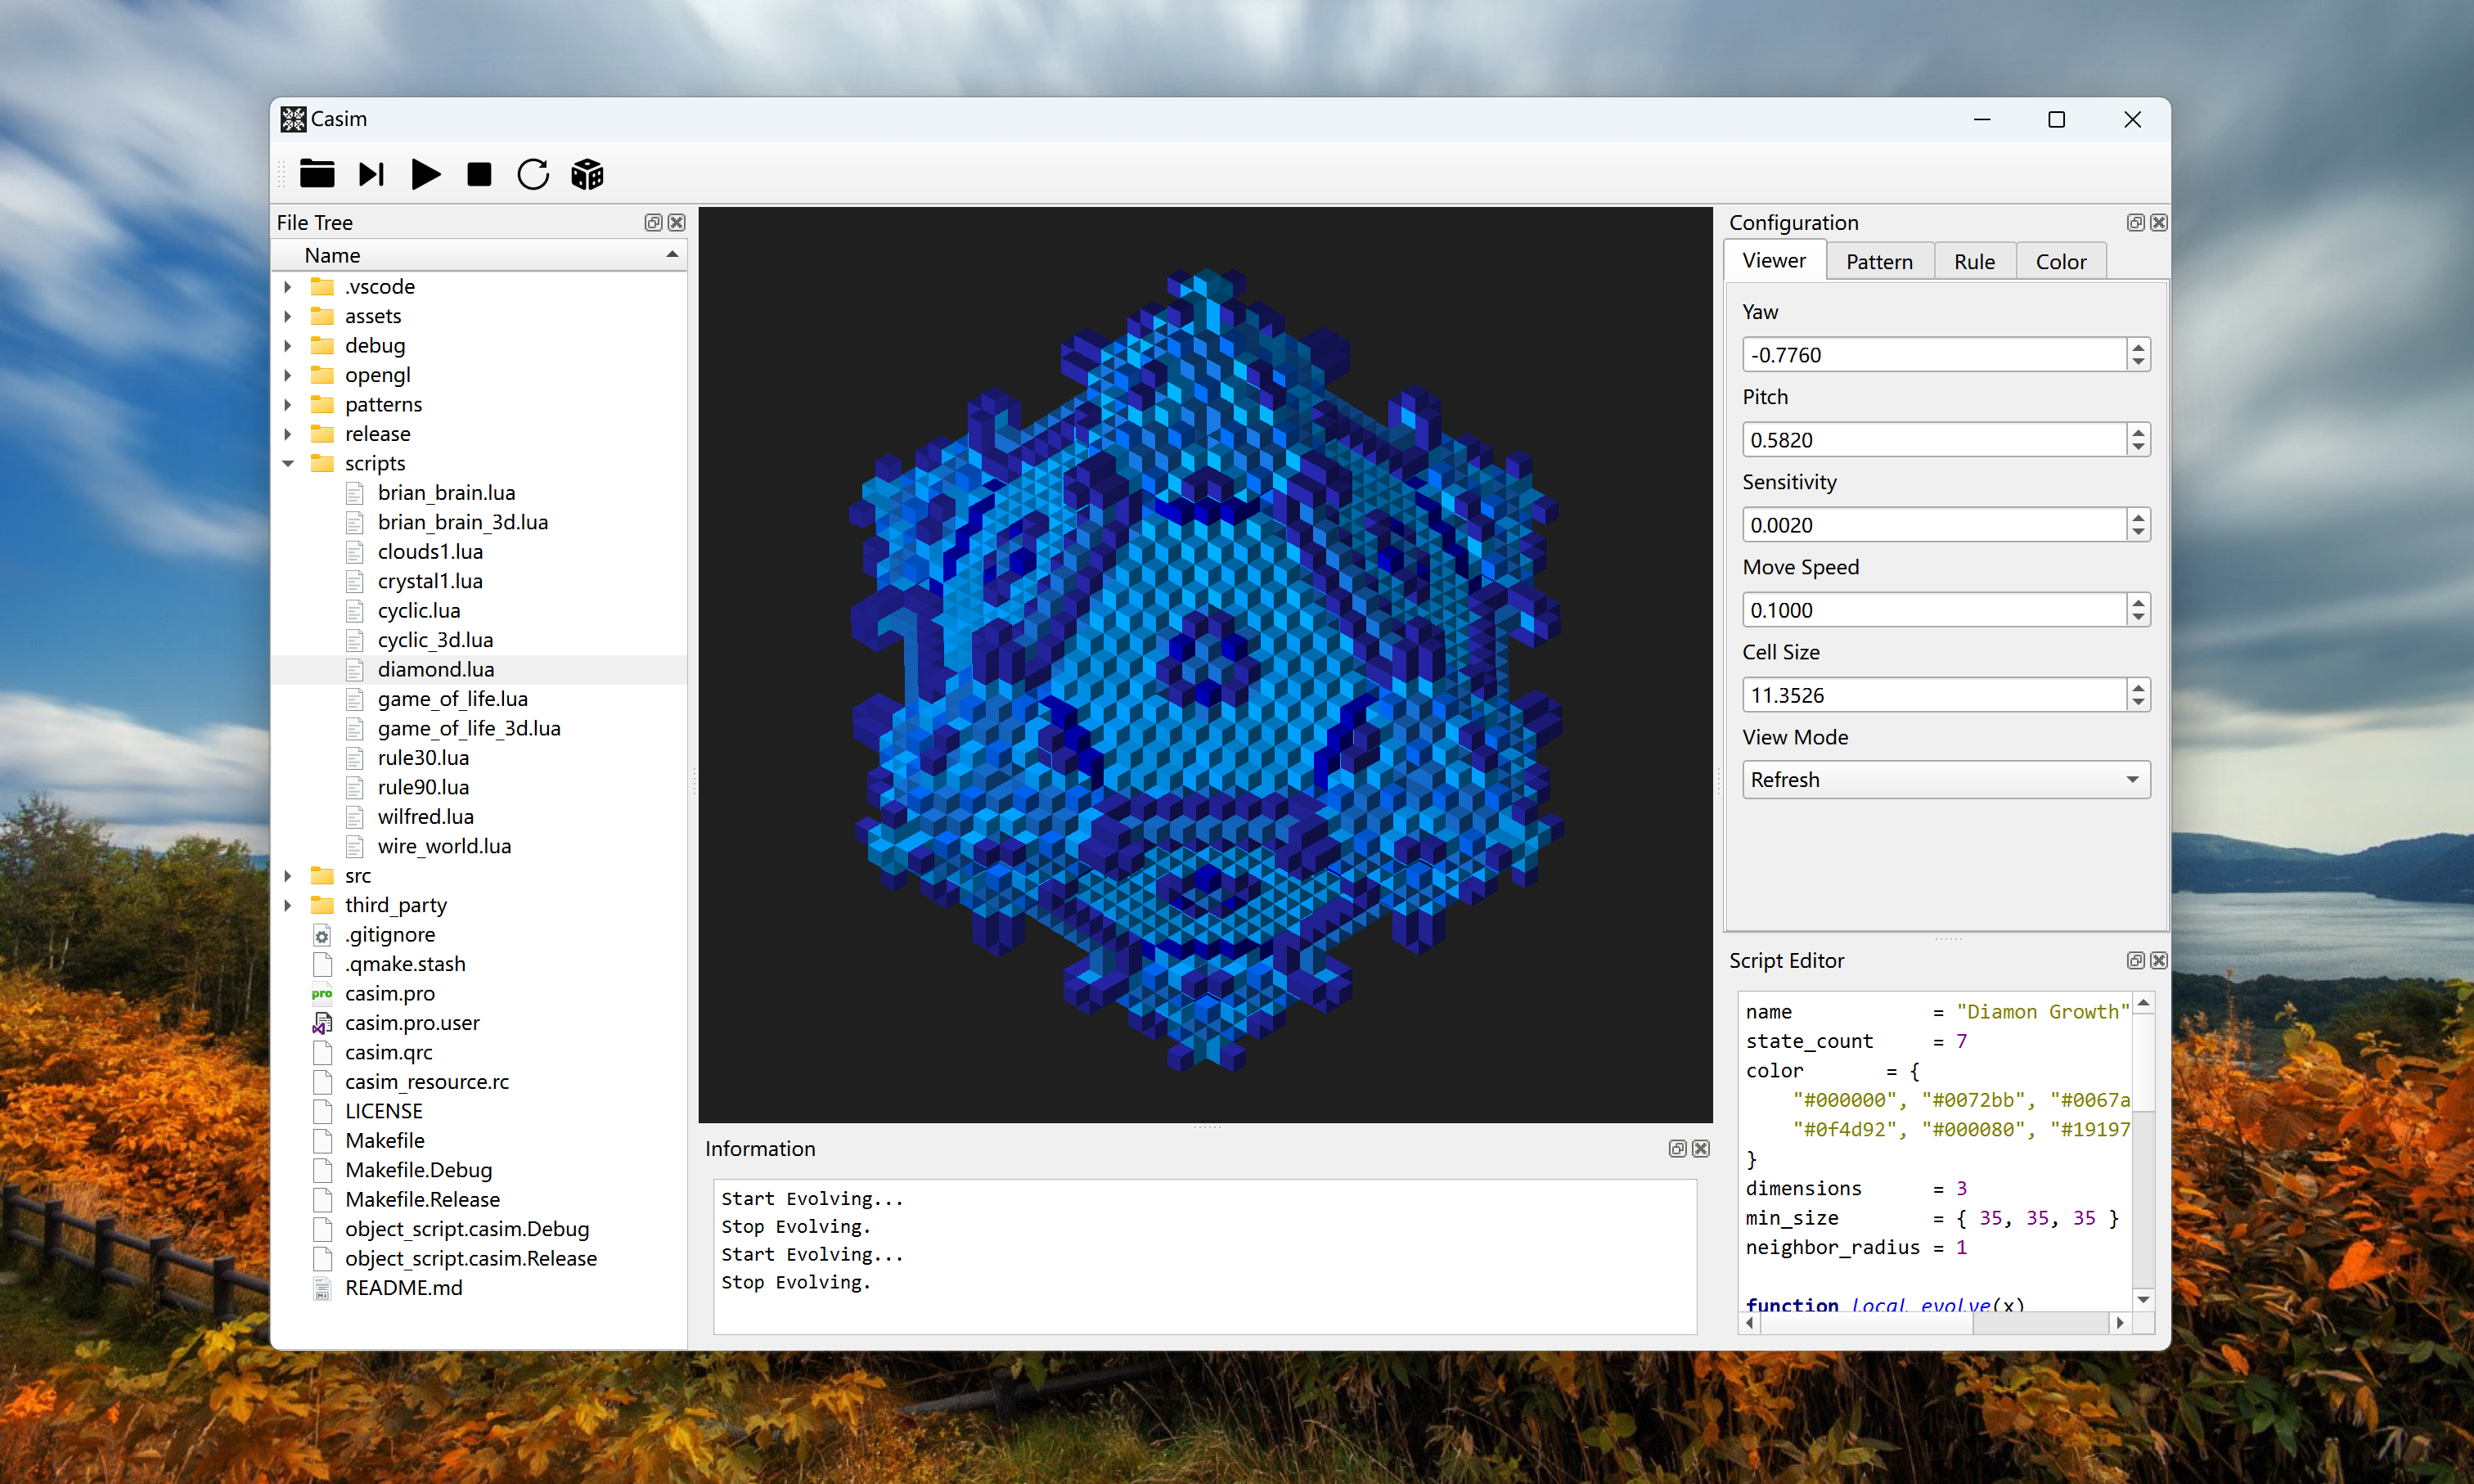 Casim
File Tree
Name
.vscode
assets
debug
opengl
patterns
release
scripts
brian_brain.lua
brian_brain_3d.lua
clouds1.lua
crystal1.lua
cyclic.lua
cyclic_3d.lua
diamond.lua
game_of_life.lua
game_of_life_3d.lua
rule30.lua
rule90.lua
wilfred.lua
wire_world.lua
src
third_party
.gitignore
.qmake.stash
pro casim.pro
casim.pro.user
casim.qrc
casim_resource.rc
LICENSE
Makefile
Makefile.Debug
Makefile.Release
object_script.casim.Debug
object_script.casim.Release
README.md
Information
Start Evolving...
Stop Evolving.
Start Evolving...
Stop Evolving.
Configuration
Viewer Pattern Rule Color
Yaw
-0.7760
Pitch
0.5820
Sensitivity
0.0020
Move Speed
0.1000
Cell Size
11.3526
View Mode
Refresh
Script Editor
name = "Diamon Growth"
state_count = 7
color = {
"#000000", "#0072bb", "#0067a
"#0f4d92", "#000080", "#19197
}
dimensions = 3
min_size = { 35, 35, 35 }
neighbor_radius = 1
function local_evolve(x)